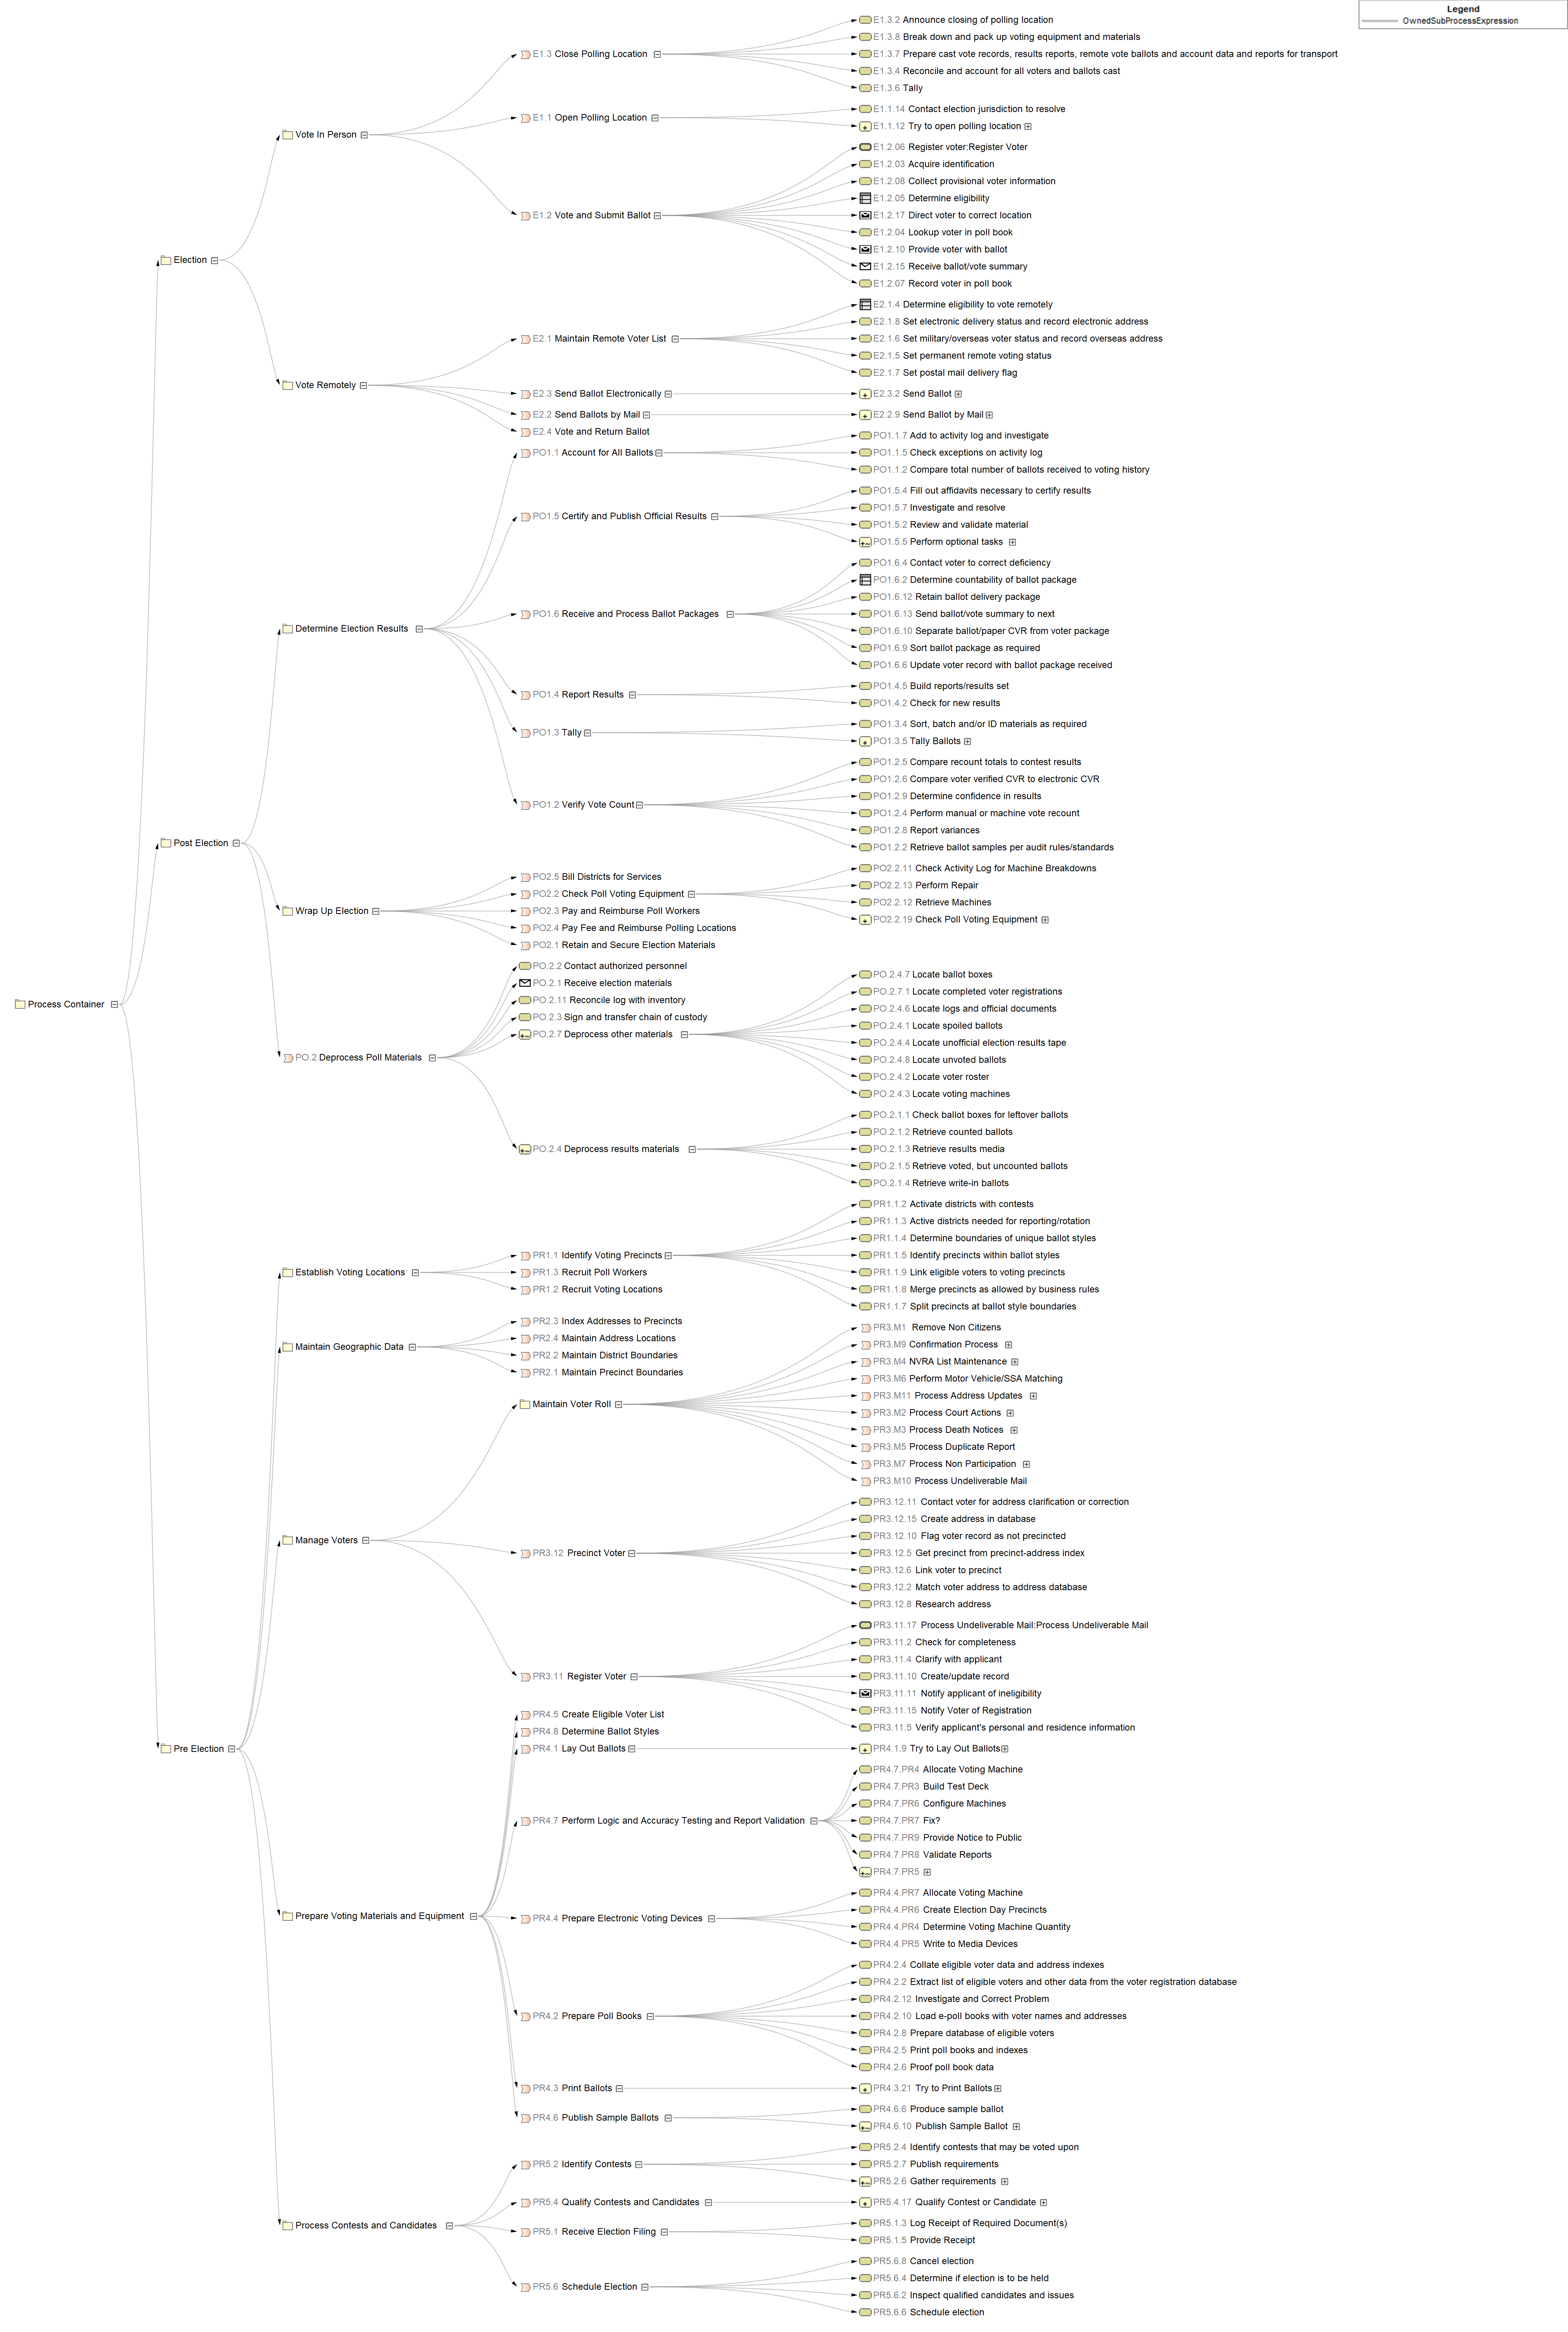 Legend
OwnedSubProcessExpression
Process Container
Election
Vote In Person
E1.3 Close Polling Location
E1.3.2 Announce closing of polling location
E1.3.8 Break down and pack up voting equipment and materials
E1.3.7 Prepare cast vote records, results reports, remote vote ballots and account data and reports for transport
E1.3.4 Reconcile and account for all voters and ballots cast
E1.3.6 Tally
E1.1 Open Polling Location
E1.1.14 Contact election jurisdiction to resolve
E1.1.12 Try to open polling location
E1.2 Vote and Submit Ballot
E1.2.06 Register voter:Register Voter
E1.2.03 Acquire identification
E1.2.08 Collect provisional voter information
E1.2.05 Determine eligibility
E1.2.17 Direct voter to correct location
E1.2.04 Lookup voter in poll book
E1.2.10 Provide voter with ballot
E1.2.15 Receive ballot/vote summary
E1.2.07 Record voter in poll book
Vote Remotely
E2.1 Maintain Remote Voter List
E2.1.4 Determine eligibility to vote remotely
E2.1.8 Set electronic delivery status and record electronic address
E2.1.6 Set military/overseas voter status and record overseas address
E2.1.5 Set permanent remote voting status
E2.1.7 Set postal mail delivery flag
E2.3 Send Ballot Electronically
E2.3.2 Send Ballot
E2.2 Send Ballots by Mail
E2.2.9 Send Ballot by Mail
E2.4 Vote and Return Ballot
Post Election
Determine Election Results
PO1.1 Account for All Ballots
PO1.1.7 Add to activity log and investigate
PO1.1.5 Check exceptions on activity log
PO1.1.2 Compare total number of ballots received to voting history
PO1.5 Certify and Publish Official Results
PO1.5.4 Fill out affidavits necessary to certify results
PO1.5.7 Investigate and resolve
PO1.5.2 Review and validate material
PO1.5.5 Perform optional tasks
PO1.6 Receive and Process Ballot Packages
PO1.6.4 Contact voter to correct deficiency
PO1.6.2 Determine countability of ballot package
PO1.6.12 Retain ballot delivery package
PO1.6.13 Send ballot/vote summary to next
PO1.6.10 Separate ballot/paper CVR from voter package
PO1.6.9 Sort ballot package as required
PO1.6.6 Update voter record with ballot package received
PO1.4 Report Results
PO1.4.5 Build reports/results set
PO1.4.2 Check for new results
PO1.3 Tally
PO1.3.4 Sort, batch and/or ID materials as required
PO1.3.5 Tally Ballots
PO1.2 Verify Vote Count
PO1.2.5 Compare recount totals to contest results
PO1.2.6 Compare voter verified CVR to electronic CVR
PO1.2.9 Determine confidence in results
PO1.2.4 Perform manual or machine vote recount
PO1.2.8 Report variances
PO1.2.2 Retrieve ballot samples per audit rules/standards
Wrap Up Election
PO2.5 Bill Districts for Services
PO2.2 Check Poll Voting Equipment
PO2.2.11 Check Activity Log for Machine Breakdowns
PO2.2.13 Perform Repair
PO2.2.12 Retrieve Machines
PO2.2.19 Check Poll Voting Equipment
PO2.3 Pay and Reimburse Poll Workers
PO2.4 Pay Fee and Reimburse Polling Locations
PO2.1 Retain and Secure Election Materials
PO.2 Deprocess Poll Materials
PO.2.2 Contact authorized personnel
PO.2.1 Receive election materials
PO.2.11 Reconcile log with inventory
PO.2.3 Sign and transfer chain of custody
PO.2.7 Deprocess other materials
PO.2.4.7 Locate ballot boxes
PO.2.7.1 Locate completed voter registrations
PO.2.4.6 Locate logs and official documents
PO.2.4.1 Locate spoiled ballots
PO.2.4.4 Locate unofficial election results tape
PO.2.4.8 Locate unvoted ballots
PO.2.4.2 Locate voter roster
PO.2.4.3 Locate voting machines
PO.2.4 Deprocess results materials
PO.2.1.1 Check ballot boxes for leftover ballots
PO.2.1.2 Retrieve counted ballots
PO.2.1.3 Retrieve results media
PO.2.1.5 Retrieve voted, but uncounted ballots
PO.2.1.4 Retrieve write-in ballots
Pre Election
Establish Voting Locations
PR1.1 Identify Voting Precincts
PR1.1.2 Activate districts with contests
PR1.1.3 Active districts needed for reporting/rotation
PR1.1.4 Determine boundaries of unique ballot styles
PR1.1.5 Identify precincts within ballot styles
PR1.1.9 Link eligible voters to voting precincts
PR1.1.8 Merge precincts as allowed by business rules
PR1.1.7 Split precincts at ballot style boundaries
PR1.3 Recruit Poll Workers
PR1.2 Recruit Voting Locations
Maintain Geographic Data
PR2.3 Index Addresses to Precincts
PR2.4 Maintain Address Locations
PR2.2 Maintain District Boundaries
PR2.1 Maintain Precinct Boundaries
Manage Voters
Maintain Voter Roll
PR3.M1 Remove Non Citizens
PR3.M9 Confirmation Process
PR3.M4 NVRA List Maintenance
PR3.M6 Perform Motor Vehicle/SSA Matching
PR3.M11 Process Address Updates
PR3.M2 Process Court Actions
PR3.M3 Process Death Notices
PR3.M5 Process Duplicate Report
PR3.M7 Process Non Participation
PR3.M10 Process Undeliverable Mail
PR3.12 Precinct Voter
PR3.12.11 Contact voter for address clarification or correction
PR3.12.15 Create address in database
PR3.12.10 Flag voter record as not precincted
PR3.12.5 Get precinct from precinct-address index
PR3.12.6 Link voter to precinct
PR3.12.2 Match voter address to address database
PR3.12.8 Research address
PR3.11 Register Voter
PR3.11.17 Process Undeliverable Mail:Process Undeliverable Mail
PR3.11.2 Check for completeness
PR3.11.4 Clarify with applicant
PR3.11.10 Create/update record
PR3.11.11 Notify applicant of ineligibility
PR3.11.15 Notify Voter of Registration
PR3.11.5 Verify applicant's personal and residence information
Prepare Voting Materials and Equipment
PR4.5 Create Eligible Voter List
PR4.8 Determine Ballot Styles
PR4.1 Lay Out Ballots
PR4.1.9 Try to Lay Out Ballots
PR4.7 Perform Logic and Accuracy Testing and Report Validation
PR4.7.PR4 Allocate Voting Machine
PR4.7.PR3 Build Test Deck
PR4.7.PR6 Configure Machines
PR4.7.PR7 Fix?
PR4.7.PR9 Provide Notice to Public
PR4.7.PR8 Validate Reports
PR4.7.PR5
PR4.4 Prepare Electronic Voting Devices
PR4.4.PR7 Allocate Voting Machine
PR4.4.PR6 Create Election Day Precincts
PR4.4.PR4 Determine Voting Machine Quantity
PR4.4.PR5 Write to Media Devices
PR4.2 Prepare Poll Books
PR4.2.4 Collate eligible voter data and address indexes
PR4.2.2 Extract list of eligible voters and other data from the voter registration database
PR4.2.12 Investigate and Correct Problem
PR4.2.10 Load e-poll books with voter names and addresses
PR4.2.8 Prepare database of eligible voters
PR4.2.5 Print poll books and indexes
PR4.2.6 Proof poll book data
PR4.3 Print Ballots
PR4.3.21 Try to Print Ballots
PR4.6 Publish Sample Ballots
PR4.6.6 Produce sample ballot
PR4.6.10 Publish Sample Ballot
Process Contests and Candidates
PR5.2 Identify Contests
PR5.2.4 Identify contests that may be voted upon
PR5.2.7 Publish requirements
PR5.2.6 Gather requirements
PR5.4 Qualify Contests and Candidates
PR5.4.17 Qualify Contest or Candidate
PR5.1 Receive Election Filing
PR5.1.3 Log Receipt of Required Document(s)
PR5.1.5 Provide Receipt
PR5.6 Schedule Election
PR5.6.8 Cancel election
PR5.6.4 Determine if election is to be held
PR5.6.2 Inspect qualified candidates and issues
PR5.6.6 Schedule election